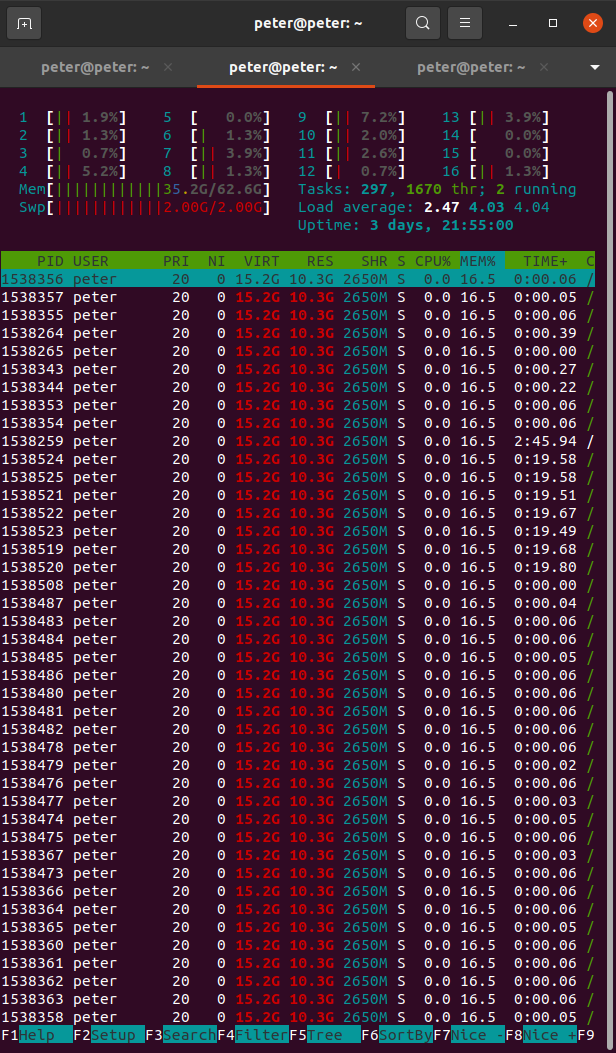 peter@peter: ~
peter@peter: ~ × peter@peter: ~ × peter@peter: ~ ×
1 [|| 1.9%] 5 [ 0.0%] 9 [|| 7.2%] 13 [|| 3.9%]
2 [|| 1.3%] 6 [| 1.3%] 10 [|| 2.0%] 14 [ 0.0%]
3 [| 0.7%] 7 [|| 3.9%] 11 [|| 2.6%] 15 [ 0.0%]
4 [|| 5.2%] 8 [|| 1.3%] 12 [| 0.7%] 16 [|| 1.3%]
Mem[||||||||||||35.2G/62.6G] Tasks: 297, 1670 thr; 2 running
Swp[||||||||||||2.00G/2.00G] Load average: 2.47 4.03 4.04
Uptime: 3 days, 21:55:00
PID USER PRI NI VIRT RES SHR S CPU% MEM% TIME+ C
1538356 peter 20 0 15.2G 10.3G 2650M S 0.0 16.5 0:00.06 /
1538357 peter 20 0 15.2G 10.3G 2650M S 0.0 16.5 0:00.05 /
1538355 peter 20 0 15.2G 10.3G 2650M S 0.0 16.5 0:00.06 /
1538264 peter 20 0 15.2G 10.3G 2650M S 0.0 16.5 0:00.39 /
1538265 peter 20 0 15.2G 10.3G 2650M S 0.0 16.5 0:00.00 /
1538343 peter 20 0 15.2G 10.3G 2650M S 0.0 16.5 0:00.27 /
1538344 peter 20 0 15.2G 10.3G 2650M S 0.0 16.5 0:00.22 /
1538353 peter 20 0 15.2G 10.3G 2650M S 0.0 16.5 0:00.06 /
1538354 peter 20 0 15.2G 10.3G 2650M S 0.0 16.5 0:00.06 /
1538259 peter 20 0 15.2G 10.3G 2650M S 0.0 16.5 2:45.94 /
1538524 peter 20 0 15.2G 10.3G 2650M S 0.0 16.5 0:19.58 /
1538525 peter 20 0 15.2G 10.3G 2650M S 0.0 16.5 0:19.58 /
1538521 peter 20 0 15.2G 10.3G 2650M S 0.0 16.5 0:19.51 /
1538522 peter 20 0 15.2G 10.3G 2650M S 0.0 16.5 0:19.67 /
1538523 peter 20 0 15.2G 10.3G 2650M S 0.0 16.5 0:19.49 /
1538519 peter 20 0 15.2G 10.3G 2650M S 0.0 16.5 0:19.68 /
1538520 peter 20 0 15.2G 10.3G 2650M S 0.0 16.5 0:19.80 /
1538508 peter 20 0 15.2G 10.3G 2650M S 0.0 16.5 0:00.00 /
1538487 peter 20 0 15.2G 10.3G 2650M S 0.0 16.5 0:00.04 /
1538483 peter 20 0 15.2G 10.3G 2650M S 0.0 16.5 0:00.06 /
1538484 peter 20 0 15.2G 10.3G 2650M S 0.0 16.5 0:00.06 /
1538485 peter 20 0 15.2G 10.3G 2650M S 0.0 16.5 0:00.05 /
1538486 peter 20 0 15.2G 10.3G 2650M S 0.0 16.5 0:00.06 /
1538480 peter 20 0 15.2G 10.3G 2650M S 0.0 16.5 0:00.06 /
1538481 peter 20 0 15.2G 10.3G 2650M S 0.0 16.5 0:00.06 /
1538482 peter 20 0 15.2G 10.3G 2650M S 0.0 16.5 0:00.06 /
1538478 peter 20 0 15.2G 10.3G 2650M S 0.0 16.5 0:00.06 /
1538479 peter 20 0 15.2G 10.3G 2650M S 0.0 16.5 0:00.02 /
1538476 peter 20 0 15.2G 10.3G 2650M S 0.0 16.5 0:00.06 /
1538477 peter 20 0 15.2G 10.3G 2650M S 0.0 16.5 0:00.03 /
1538474 peter 20 0 15.2G 10.3G 2650M S 0.0 16.5 0:00.05 /
1538475 peter 20 0 15.2G 10.3G 2650M S 0.0 16.5 0:00.06 /
1538367 peter 20 0 15.2G 10.3G 2650M S 0.0 16.5 0:00.03 /
1538473 peter 20 0 15.2G 10.3G 2650M S 0.0 16.5 0:00.06 /
1538366 peter 20 0 15.2G 10.3G 2650M S 0.0 16.5 0:00.06 /
1538364 peter 20 0 15.2G 10.3G 2650M S 0.0 16.5 0:00.06 /
1538365 peter 20 0 15.2G 10.3G 2650M S 0.0 16.5 0:00.05 /
1538360 peter 20 0 15.2G 10.3G 2650M S 0.0 16.5 0:00.06 /
1538361 peter 20 0 15.2G 10.3G 2650M S 0.0 16.5 0:00.06 /
1538362 peter 20 0 15.2G 10.3G 2650M S 0.0 16.5 0:00.06 /
1538363 peter 20 0 15.2G 10.3G 2650M S 0.0 16.5 0:00.06 /
1538358 peter 20 0 15.2G 10.3G 2650M S 0.0 16.5 0:00.05 /
F1Help F2Setup F3SearchF4FilterF5Tree F6SortByF7Nice -F8Nice +F9